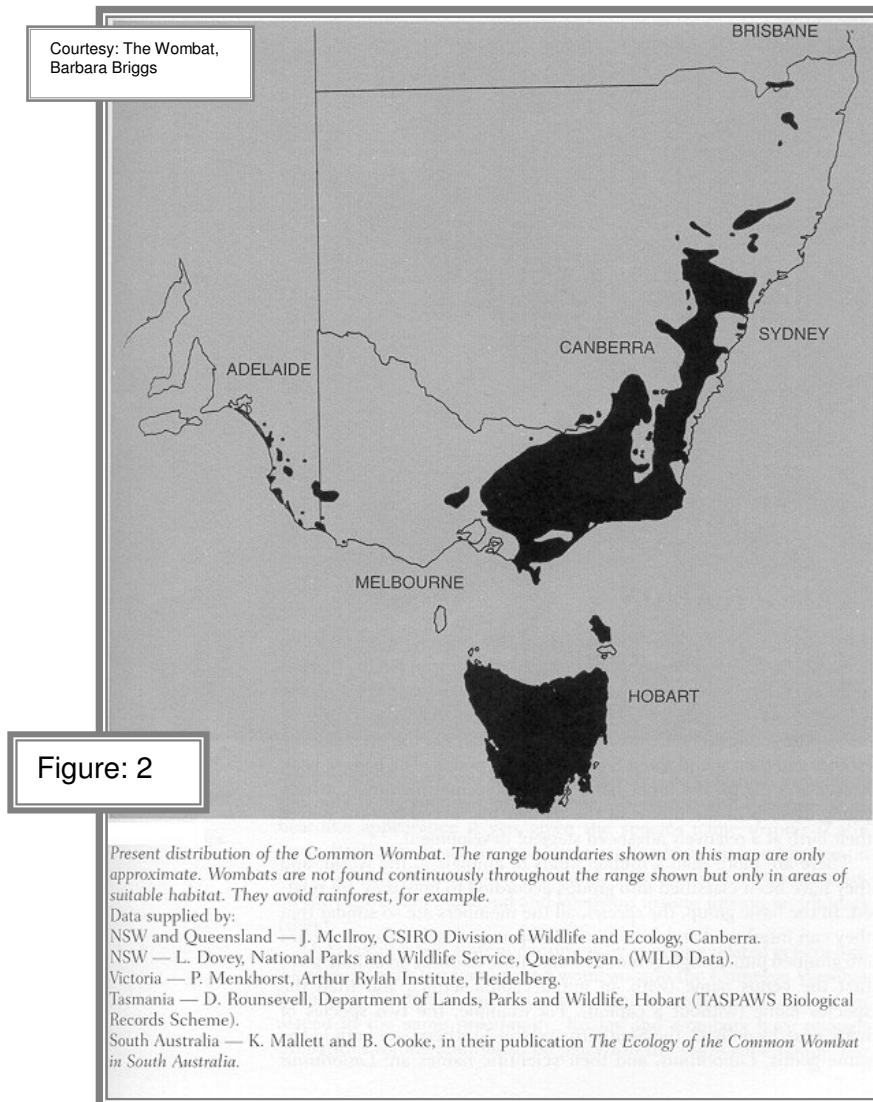 Courtesy: The Wombat,
Barbara Briggs
BRISBANE
SYDNEY
CANBERRA
ADELAIDE
MELBOURNE
HOBART
Figure: 2
Present distribution of the Common Wombat. The range boundaries shown on this map are only
approximate. Wombats are not found continuously throughout the range shown but only in areas of
suitable habitat. They avoid rainforest, for example.
Data supplied by:
NSW and Queensland — J. McIlroy, CSIRO Division of Wildlife and Ecology, Canberra.
NSW — L. Dovey, National Parks and Wildlife Service, Queanbeyan. (WILD Data).
Victoria — P. Menkhorst, Arthur Rylah Institute, Heidelberg.
Tasmania — D. Rounsevell, Department of Lands, Parks and Wildlife, Hobart (TASPAWS Biological
Records Scheme).
South Australia — K. Mallett and B. Cooke, in their publication The Ecology of the Common Wombat
in South Australia.